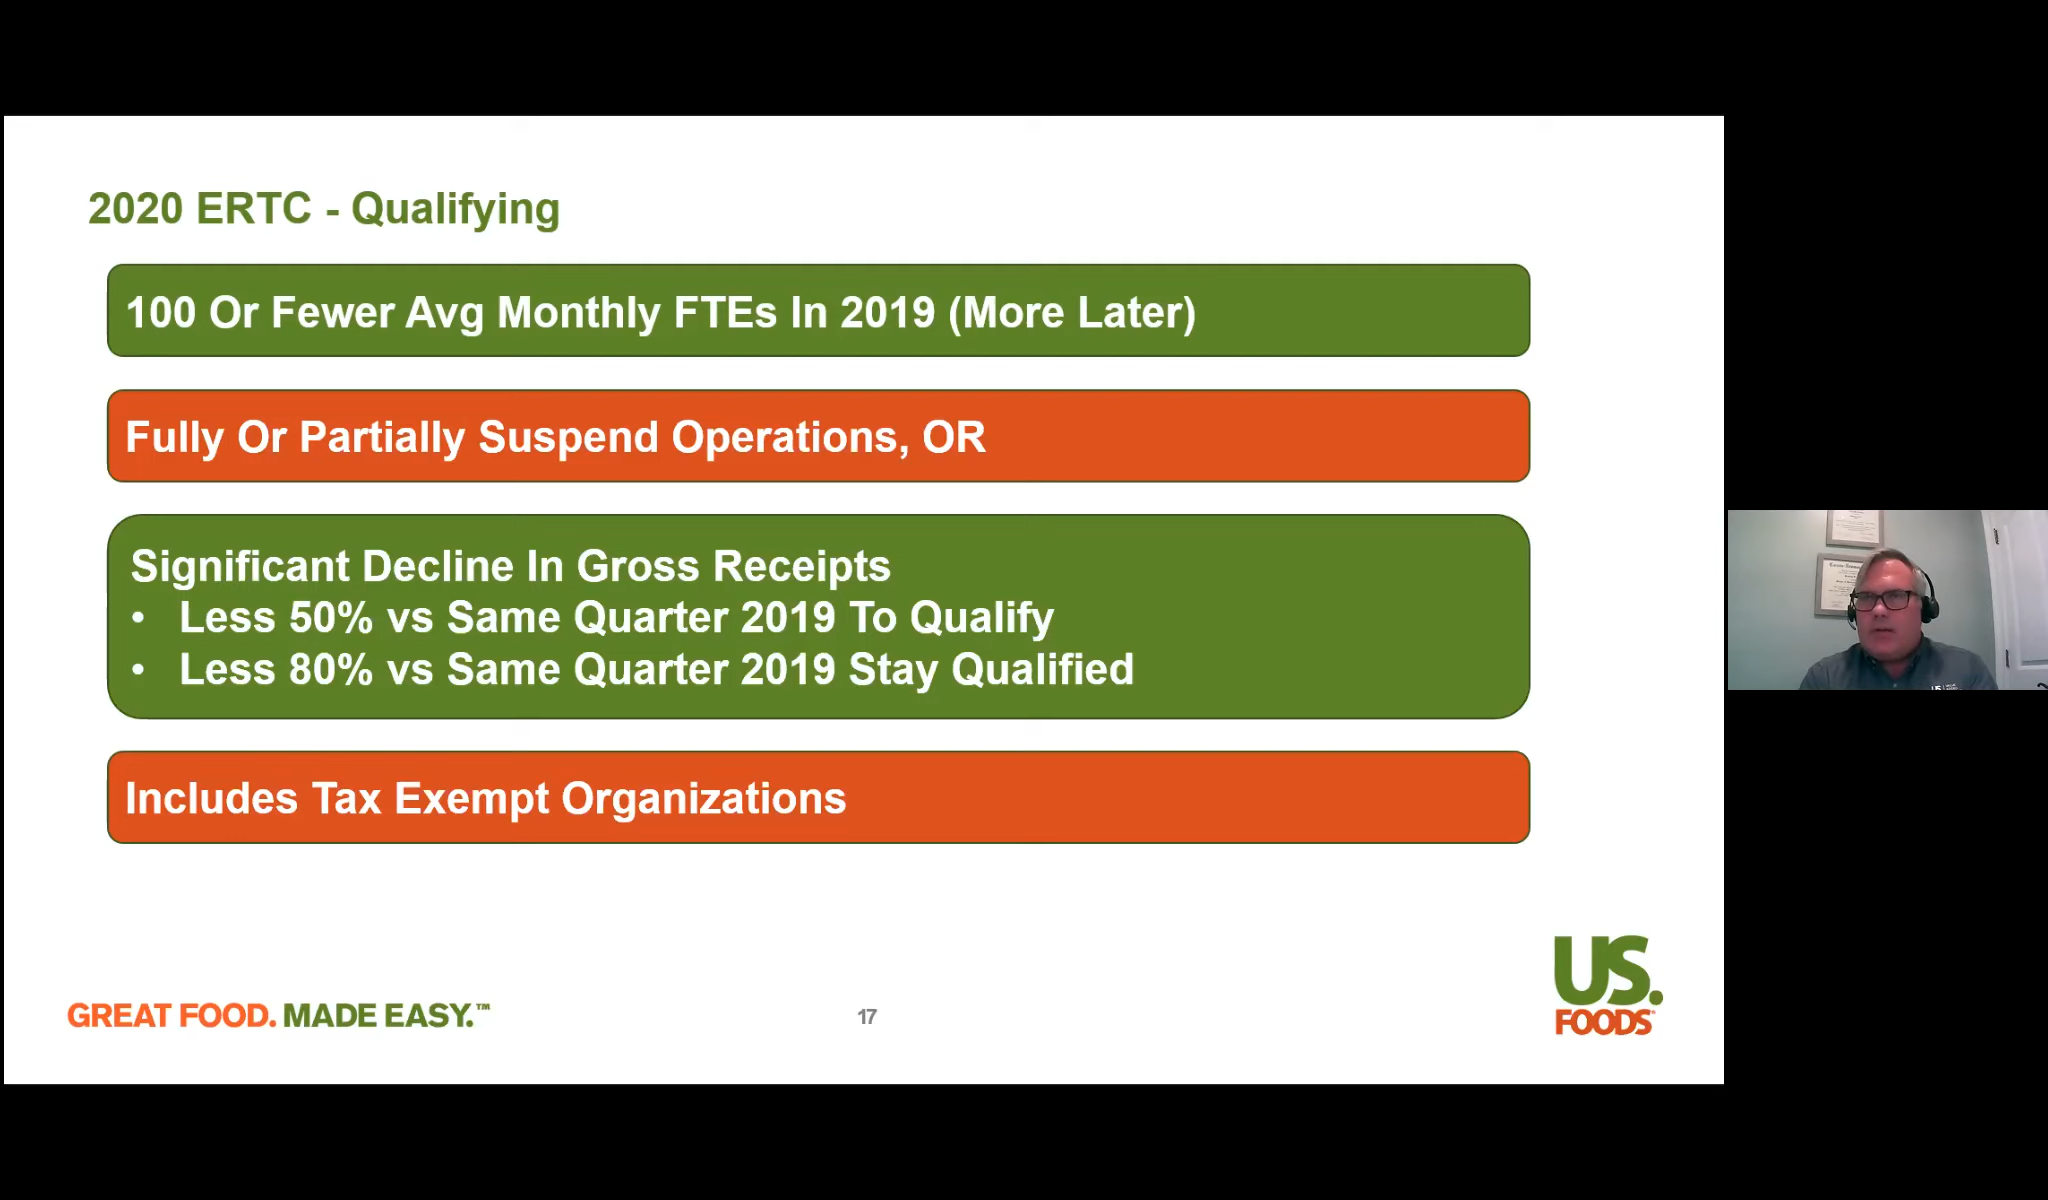 2020 ERTC - Qualifying
100 Or Fewer Avg Monthly FTEs In 2019 (More Later)
Fully Or Partially Suspend Operations, OR
Significant Decline In Gross Receipts
• Less 50% vs Same Quarter 2019 To Qualify
• Less 80% vs Same Quarter 2019 Stay Qualified
Includes Tax Exempt Organizations
GREAT FOOD. MADE EASY.™
17
US.
FOODS®
US